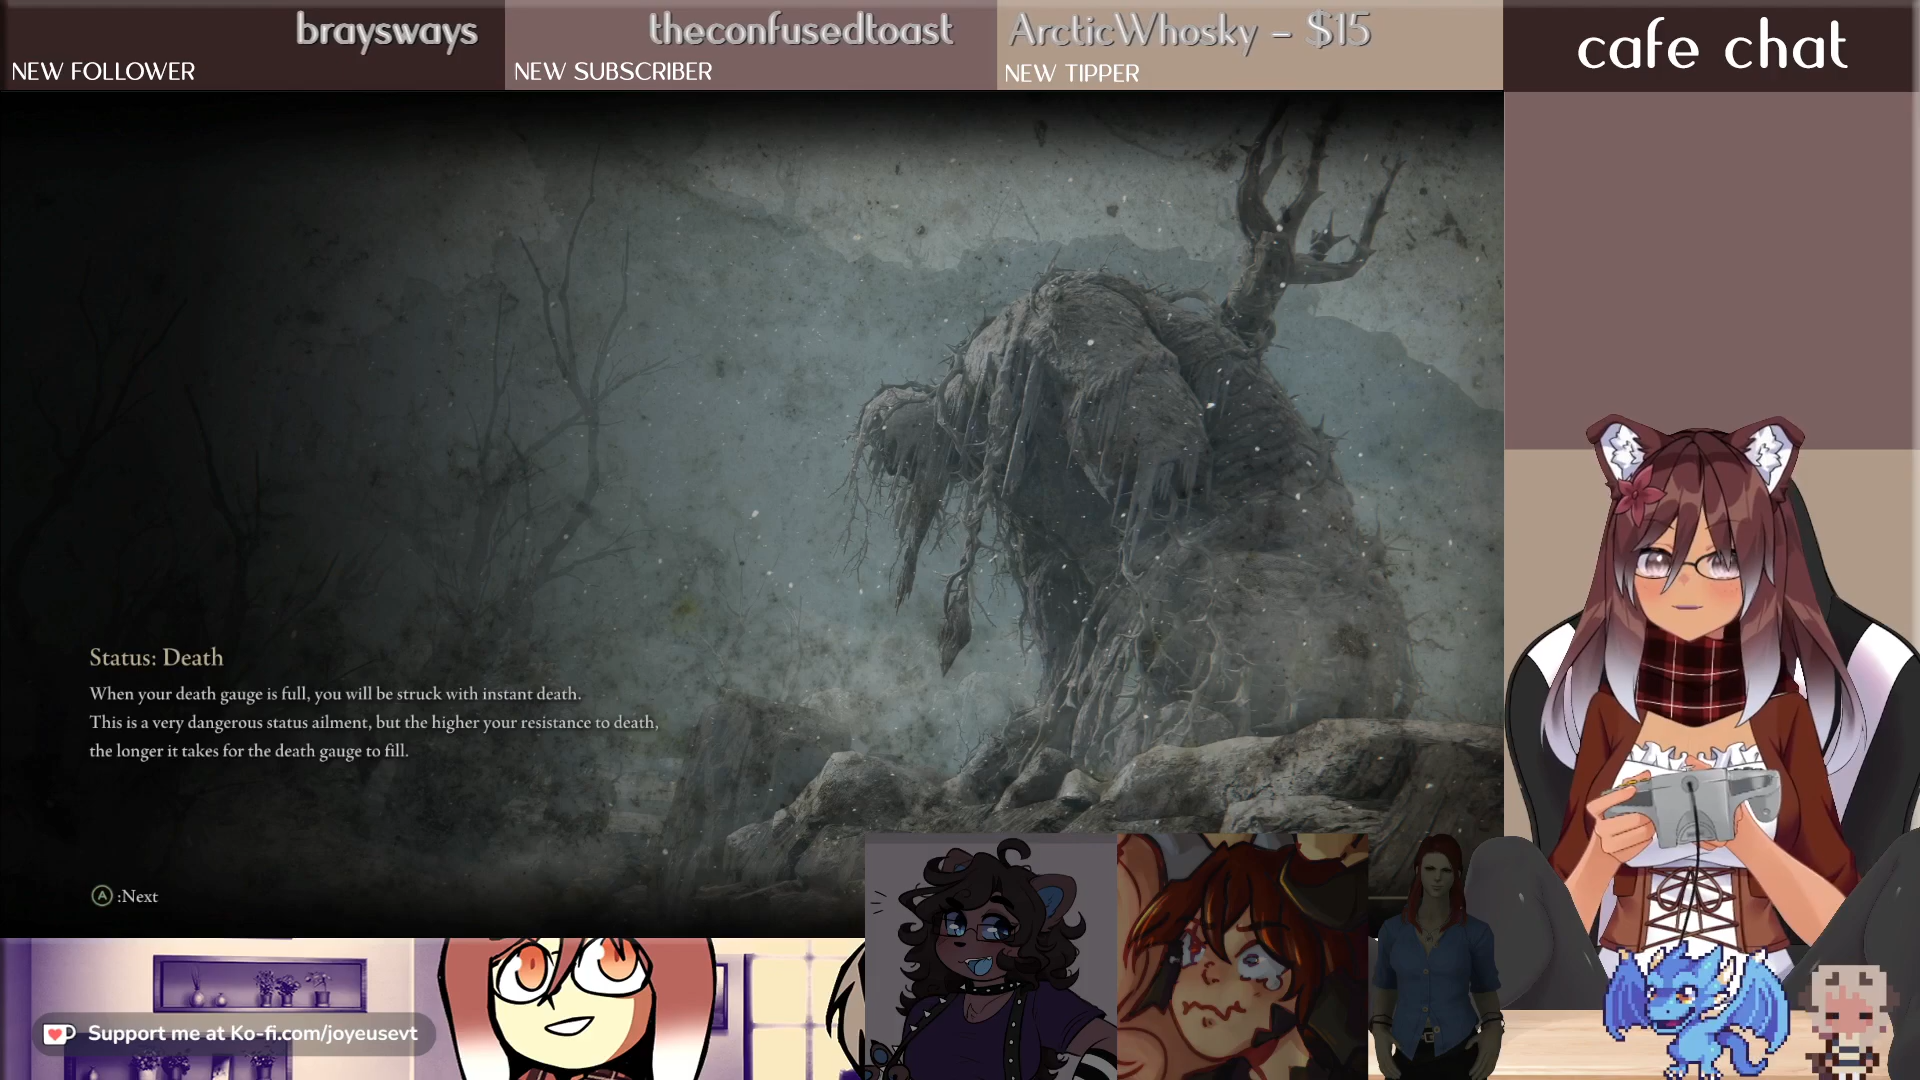 braysways
NEW FOLLOWER
theconfusedtoast
NEW SUBSCRIBER
ArcticWhosky - $15
NEW TIPPER
cafe chat
Status: Death
When your death gauge is full, you will be struck with instant death.
This is a very dangerous status ailment, but the higher your resistance to death,
the longer it takes for the death gauge to fill.
A :Next
Support me at Ko-fi.com/joyeusevt